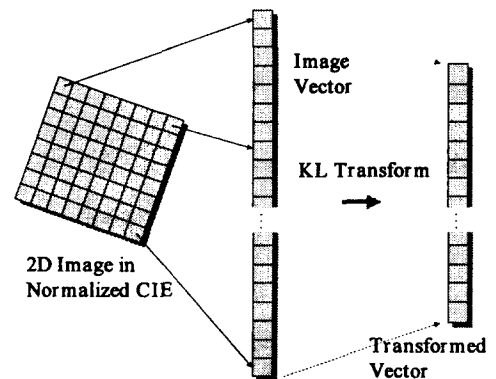 Image
Vector
KL Transform
2D Image in
Normalized CIE
Transformed
Vector